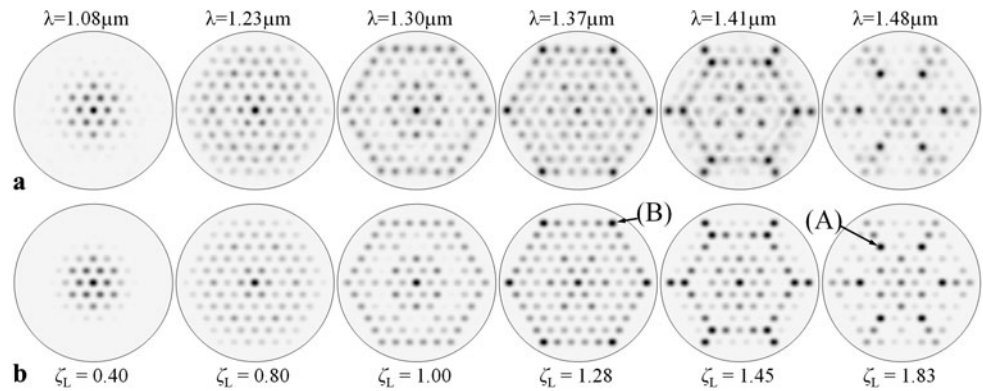 λ=1.08μm λ=1.23μm λ=1.30μm λ=1.37μm λ=1.41μm λ=1.48μm
a
(B)
(A)
b ζL = 0.40 ζL = 0.80 ζL = 1.00 ζL = 1.28 ζL = 1.45 ζL = 1.83